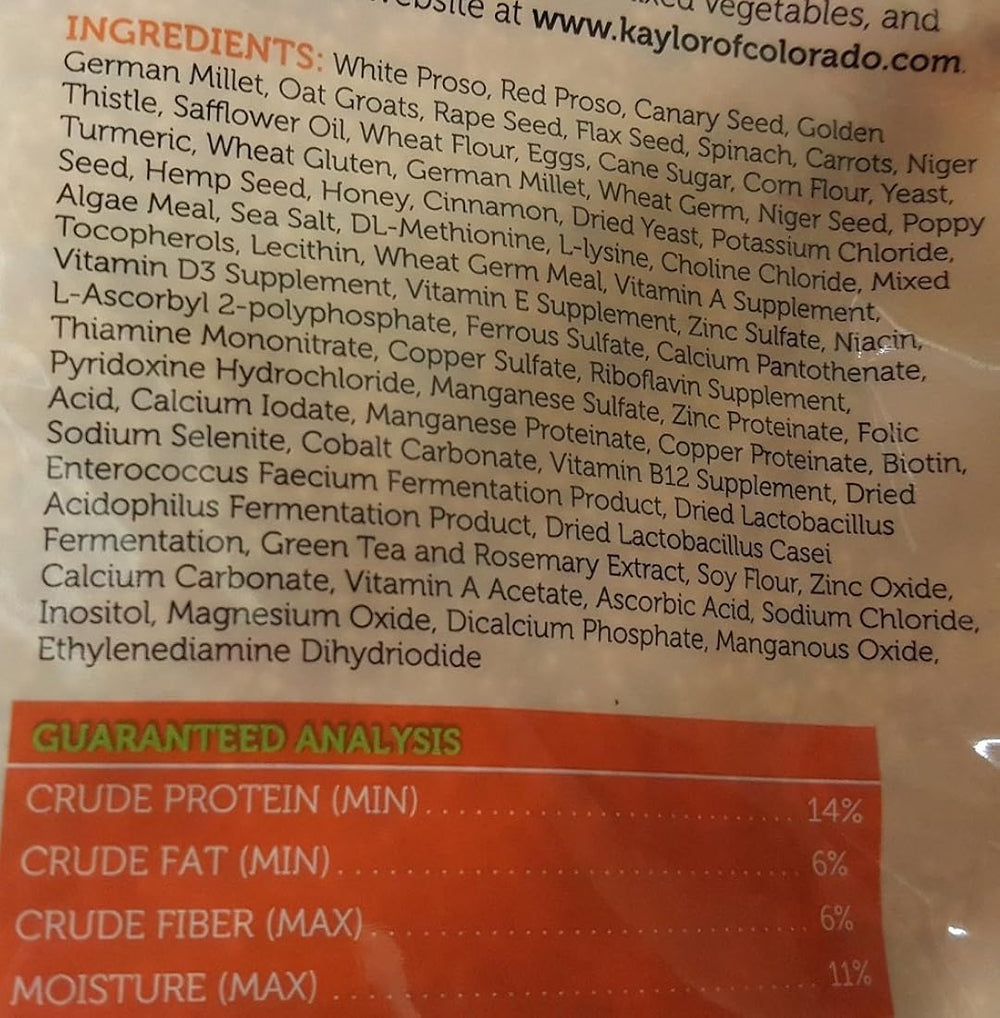 vegetables, and
at www.kaylorofcolorado.com.
INGREDIENTS: White Proso, Red Proso, Canary Seed, Golden
German Millet, Oat Groats, Rape Seed, Flax Seed, Spinach, Carrots, Niger
Thistle, Safflower Oil, Wheat Flour, Eggs, Cane Sugar, Corn Flour, Yeast,
Turmeric, Wheat Gluten, German Millet, Wheat Germ, Niger Seed, Poppy
Seed, Hemp Seed, Honey, Cinnamon, Dried Yeast, Potassium Chloride,
Algae Meal, Sea Salt, DL-Methionine, L-lysine, Choline Chloride, Mixed
Tocopherols, Lecithin, Wheat Germ Meal, Vitamin A Supplement,
Vitamin D3 Supplement, Vitamin E Supplement, Zinc Sulfate, Niacin,
L-Ascorbyl 2-polyphosphate, Ferrous Sulfate, Calcium Pantothenate,
Thiamine Mononitrate, Copper Sulfate, Riboflavin Supplement,
Pyridoxine Hydrochloride, Manganese Sulfate, Zinc Proteinate, Folic
Acid, Calcium Iodate, Manganese Proteinate, Copper Proteinate, Biotin,
Sodium Selenite, Cobalt Carbonate, Vitamin B12 Supplement, Dried
Enterococcus Faecium Fermentation Product, Dried Lactobacillus
Acidophilus Fermentation Product, Dried Lactobacillus Casei
Fermentation, Green Tea and Rosemary Extract, Soy Flour, Zinc Oxide,
Calcium Carbonate, Vitamin A Acetate, Ascorbic Acid, Sodium Chloride,
Inositol, Magnesium Oxide, Dicalcium Phosphate, Manganous Oxide,
Ethylenediamine Dihydriodide
GUARANTEED ANALYSIS
CRUDE PROTEIN (MIN) 14%
CRUDE FAT (MIN) 6%
CRUDE FIBER (MAX) 6%
MOISTURE (MAX) 11%